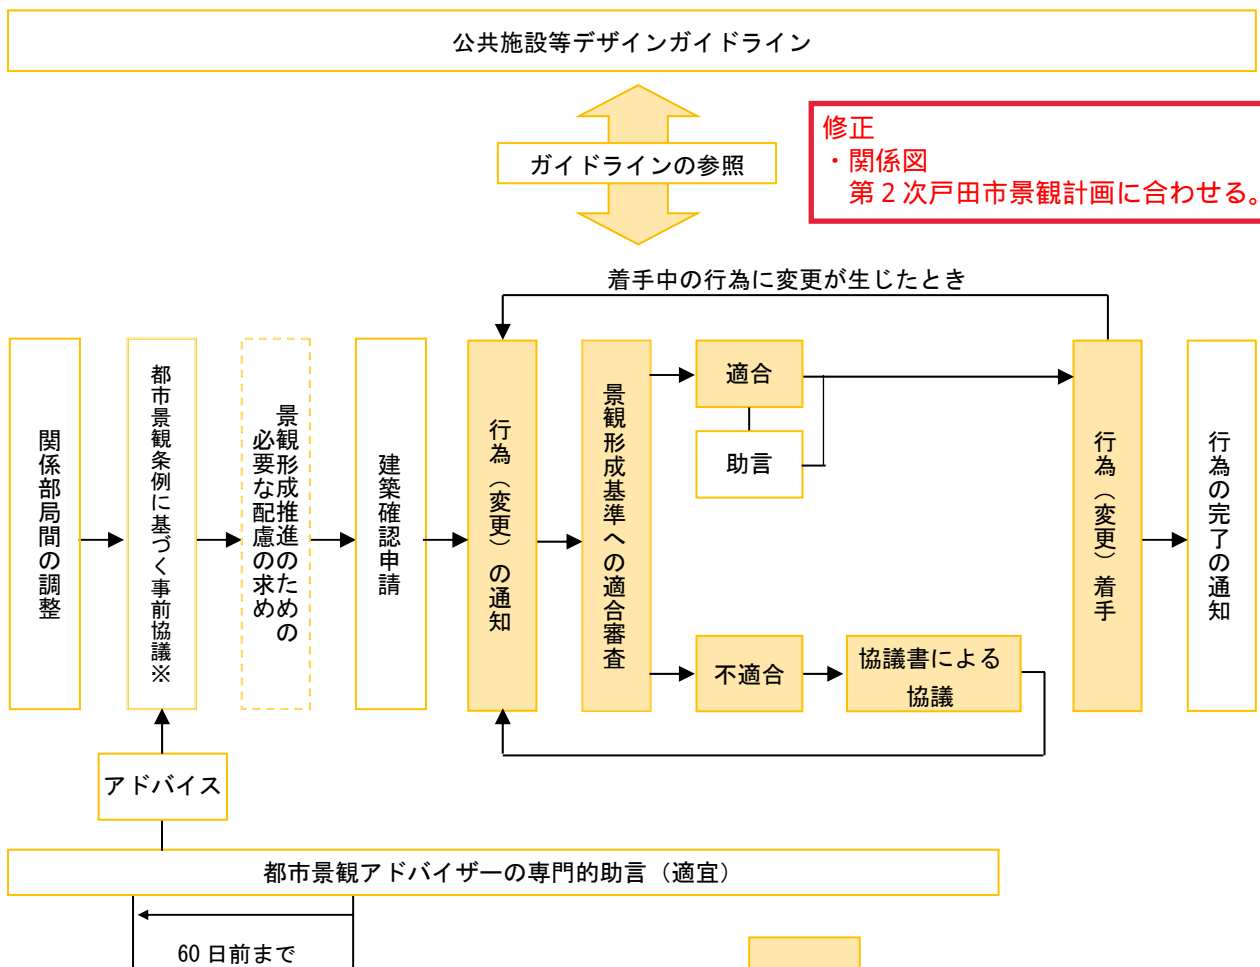 公共施設等デザインガイドライン
ガイドラインの参照
修正
・関係図
第２次戸田市景観計画に合わせる。
着手中の行為に変更が生じたとき
関係部局間の調整
都市景観条例に基づく事前協議※
景観形成推進のための
必要な配慮の求め
建築確認申請
行為（変更）の通知
景観形成基準への適合審査
適合
助言
不適合
協議書による
協議
行為（変更）着手
行為の完了の通知
アドバイス
都市景観アドバイザーの専門的助言（適宜）
60 日前まで